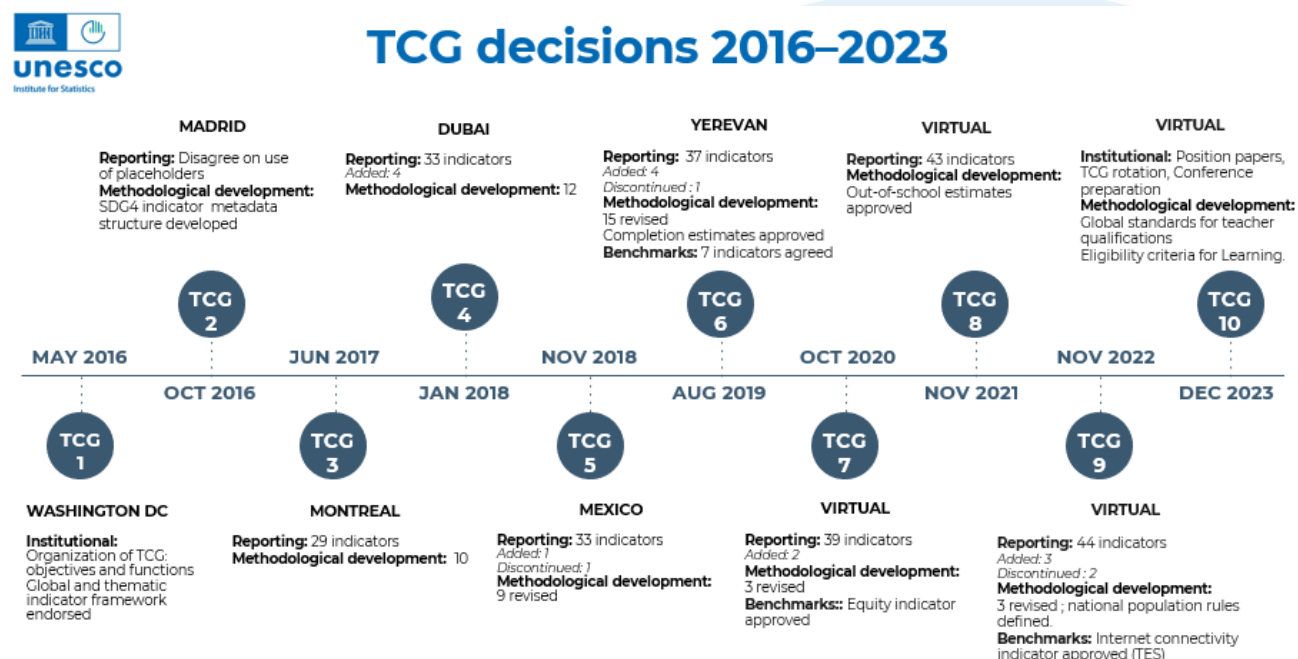 unesco
Institute for Statistics
TCG decisions 2016–2023
MADRID
Reporting: Disagree on use
of placeholders
Methodological development:
SDG4 indicator metadata
structure developed
DUBAI
Reporting: 33 indicators
Added: 4
Methodological development: 12
YEREVAN
Reporting: 37 indicators
Added: 4
Discontinued : 1
Methodological development:
15 revised
Completion estimates approved
Benchmarks: 7 indicators agreed
VIRTUAL
Reporting: 43 indicators
Methodological development:
Out-of-school estimates
approved
VIRTUAL
Institutional: Position papers,
TCG rotation, Conference
preparation
Methodological development:
Global standards for teacher
qualifications
Eligibility criteria for Learning.
TCG
2
TCG
4
TCG
6
TCG
8
TCG
10
MAY 2016
JUN 2017
NOV 2018
OCT 2020
NOV 2022
OCT 2016
JAN 2018
AUG 2019
NOV 2021
DEC 2023
TCG
1
TCG
3
TCG
5
TCG
7
TCG
9
WASHINGTON DC
Institutional:
Organization of TCG:
objectives and functions
Global and thematic
indicator framework
endorsed
MONTREAL
Reporting: 29 indicators
Methodological development: 10
MEXICO
Reporting: 33 indicators
Added: 1
Discontinued: 1
Methodological development:
9 revised
VIRTUAL
Reporting: 39 indicators
Added: 2
Methodological development:
3 revised
Benchmarks:: Equity indicator
approved
VIRTUAL
Reporting: 44 indicators
Added: 3
Discontinued : 2
Methodological development:
3 revised ; national population rules
defined.
Benchmarks: Internet connectivity
indicator approved (TES)